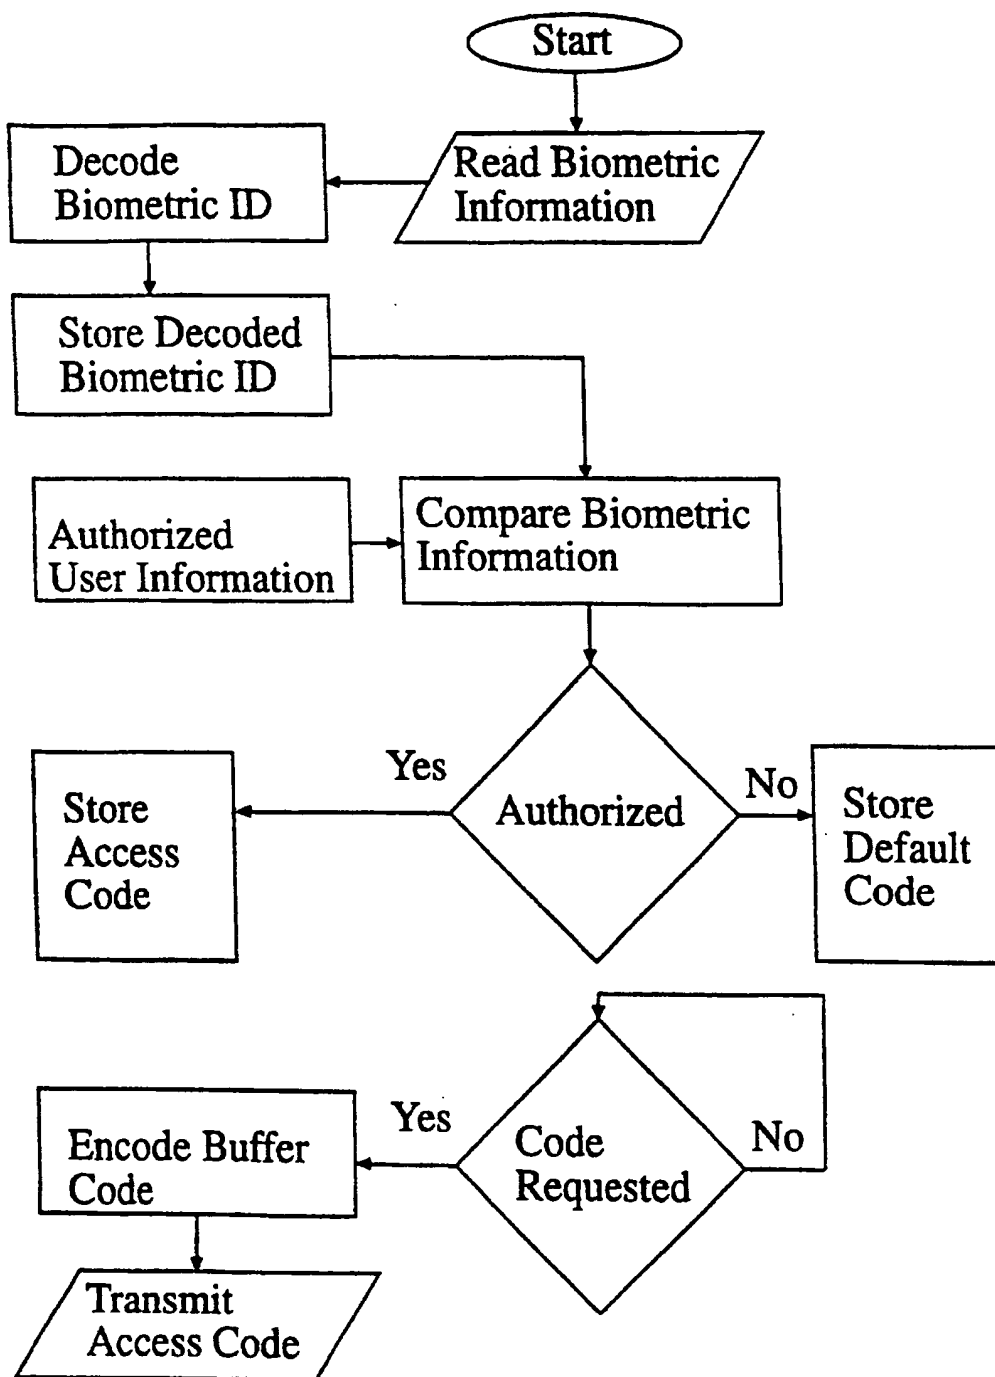 Start
Read Biometric
Information
Decode
Biometric ID
Store Decoded
Biometric ID
Authorized
User Information
Compare Biometric
Information
Yes
Authorized
No
Store
Access
Code
Store
Default
Code
Yes
Code
Requested
No
Encode Buffer
Code
Transmit
Access Code